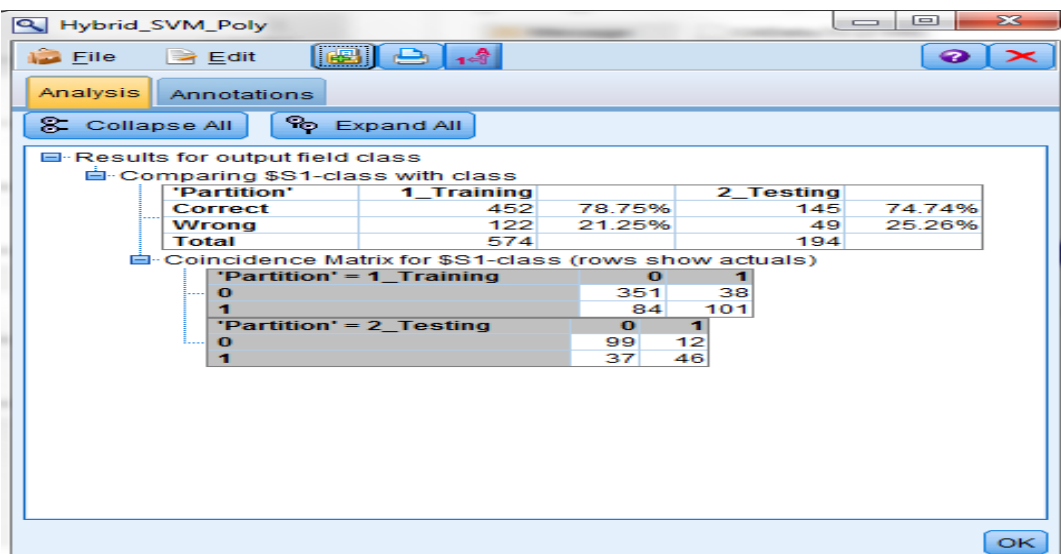 Hybrid_SVM_Poly
File Edit
Analysis Annotations
Collapse All Expand All
Results for output field class
Comparing $S1-class with class
'Partition' 1_Training 2_Testing
Correct 452 78.75% 145 74.74%
Wrong 122 21.25% 49 25.26%
Total 574 194
Coincidence Matrix for $S1-class (rows show actuals)
'Partition' = 1_Training 0 1
0 351 38
1 84 101
'Partition' = 2_Testing 0 1
0 99 12
1 37 46
OK